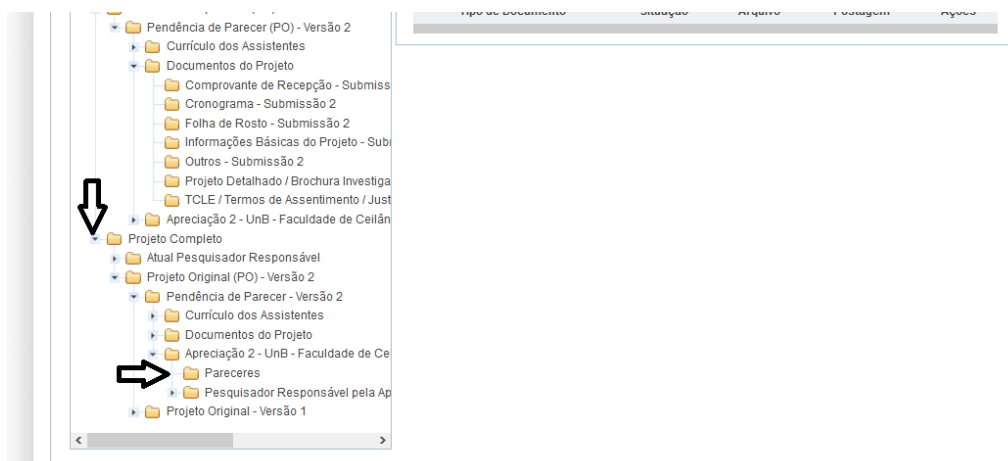 Tipo de Documento Situação Arquivo Postagem Ações
Pendência de Parecer (PO) - Versão 2
Currículo dos Assistentes
Documentos do Projeto
Comprovante de Recepção - Submiss
Cronograma - Submissão 2
Folha de Rosto - Submissão 2
Informações Básicas do Projeto - Sub
Outros - Submissão 2
Projeto Detalhado / Brochura Investiga
TCLE / Termos de Assentimento / Just
Apreciação 2 - UnB - Faculdade de Ceilân
Projeto Completo
Atual Pesquisador Responsável
Projeto Original (PO) - Versão 2
Pendência de Parecer - Versão 2
Currículo dos Assistentes
Documentos do Projeto
Apreciação 2 - UnB - Faculdade de Ce
Pareceres
Pesquisador Responsável pela Ap
Projeto Original - Versão 1